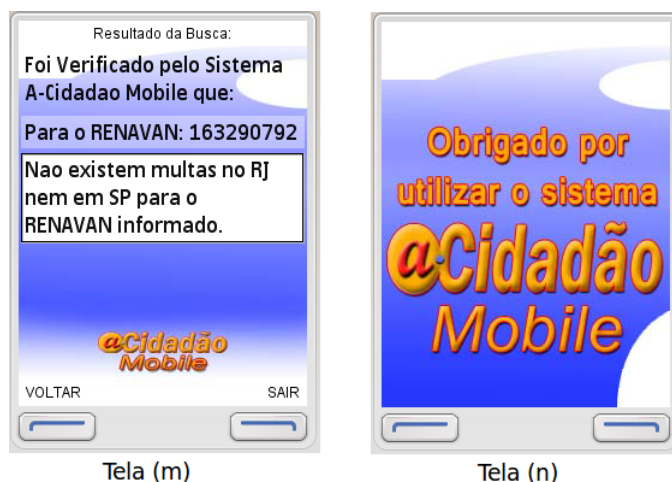 Resultado da Busca:
Foi Verificado pelo Sistema
A-Cidadao Mobile que:
Para o RENAVAN: 163290792
Nao existem multas no RJ
nem em SP para o
RENAVAN informado.
@Cidadão
Mobile
VOLTAR SAIR
Tela (m)
Obrigado por
utilizar o sistema
@Cidadão
Mobile
Tela (n)